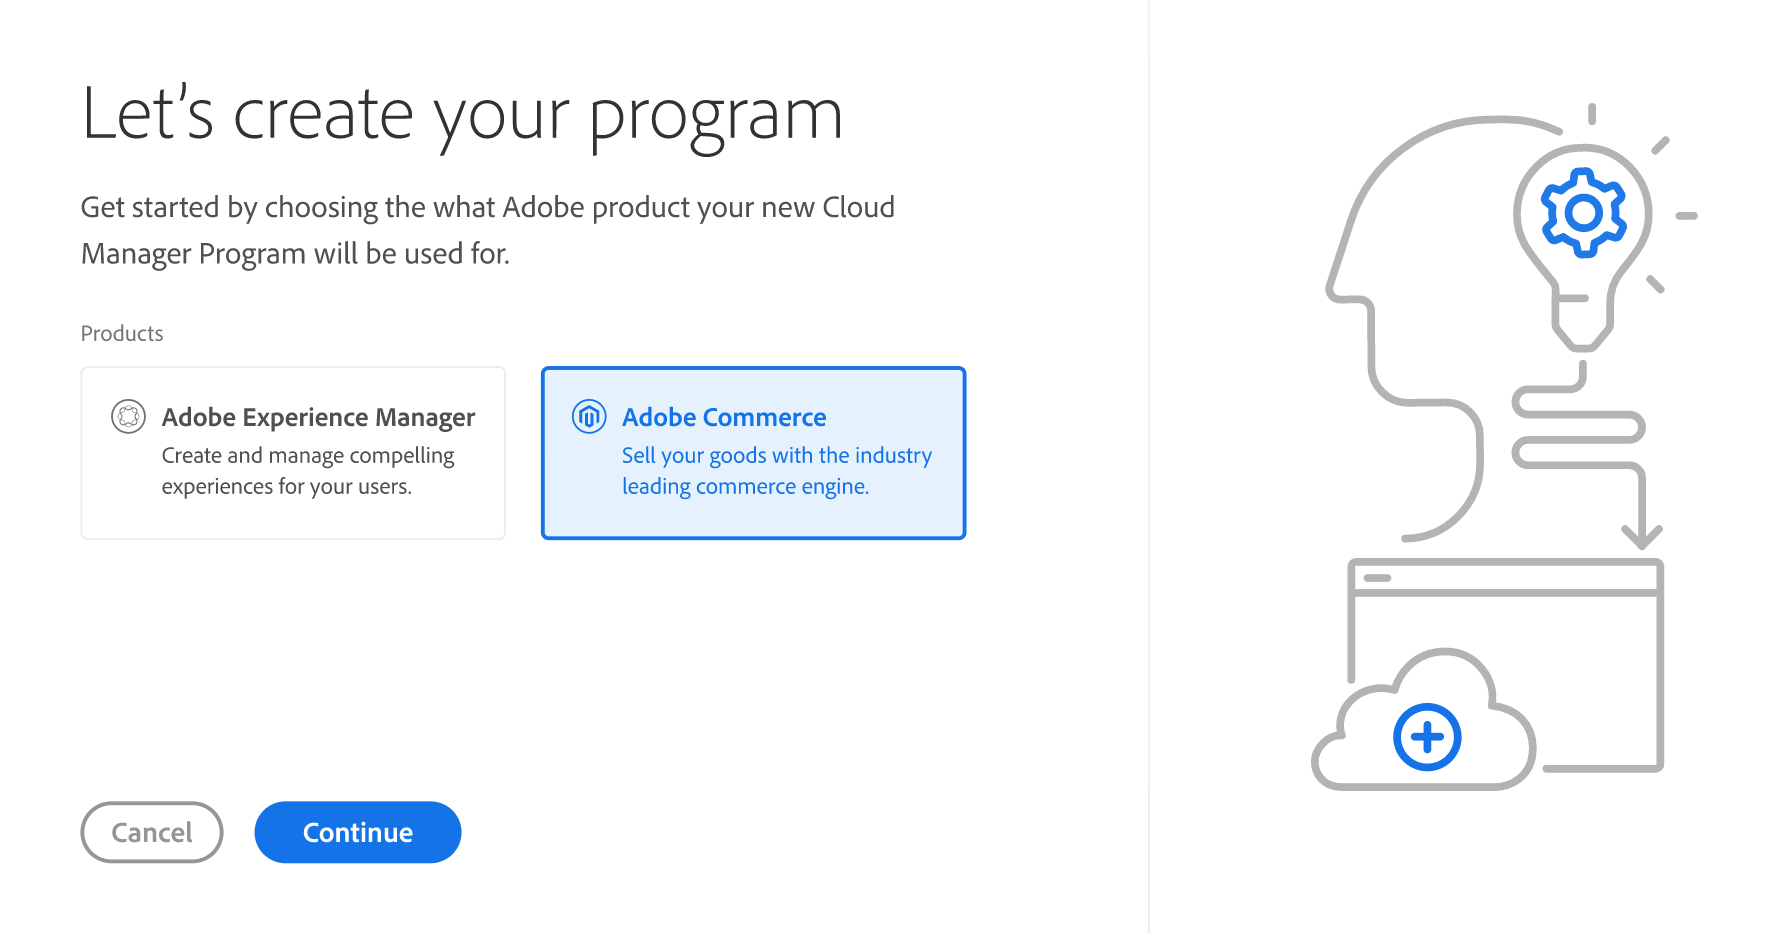 Let’s create your program
Get started by choosing the what Adobe product your new Cloud
Manager Program will be used for.
Products
Adobe Experience Manager
Create and manage compelling
experiences for your users.
Adobe Commerce
Sell your goods with the industry
leading commerce engine.
Cancel
Continue